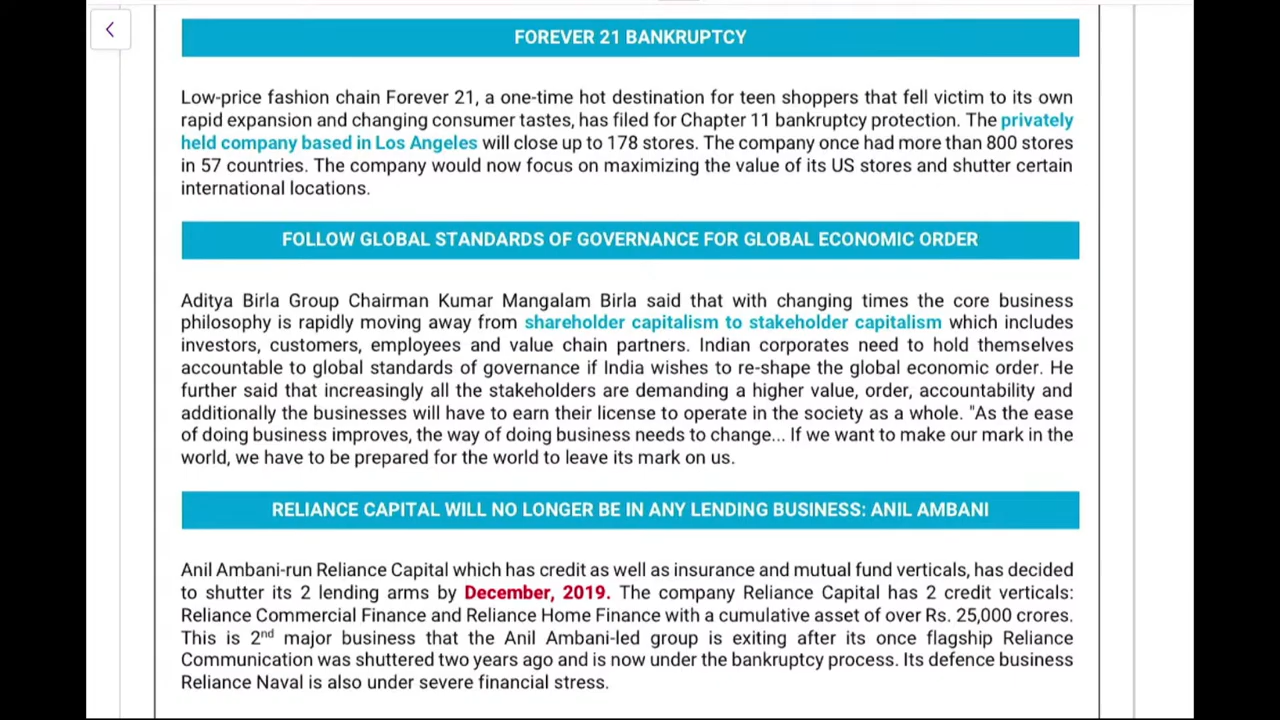 FOREVER 21 BANKRUPTCY
Low-price fashion chain Forever 21, a one-time hot destination for teen shoppers that fell victim to its own
rapid expansion and changing consumer tastes, has filed for Chapter 11 bankruptcy protection. The privately
held company based in Los Angeles will close up to 178 stores. The company once had more than 800 stores
in 57 countries. The company would now focus on maximizing the value of its US stores and shutter certain
international locations.
FOLLOW GLOBAL STANDARDS OF GOVERNANCE FOR GLOBAL ECONOMIC ORDER
Aditya Birla Group Chairman Kumar Mangalam Birla said that with changing times the core business
philosophy is rapidly moving away from shareholder capitalism to stakeholder capitalism which includes
investors, customers, employees and value chain partners. Indian corporates need to hold themselves
accountable to global standards of governance if India wishes to re-shape the global economic order. He
further said that increasingly all the stakeholders are demanding a higher value, order, accountability and
additionally the businesses will have to earn their license to operate in the society as a whole. "As the ease
of doing business improves, the way of doing business needs to change... If we want to make our mark in the
world, we have to be prepared for the world to leave its mark on us.
RELIANCE CAPITAL WILL NO LONGER BE IN ANY LENDING BUSINESS: ANIL AMBANI
Anil Ambani-run Reliance Capital which has credit as well as insurance and mutual fund verticals, has decided
to shutter its 2 lending arms by December, 2019. The company Reliance Capital has 2 credit verticals:
Reliance Commercial Finance and Reliance Home Finance with a cumulative asset of over Rs. 25,000 crores.
This is 2nd major business that the Anil Ambani-led group is exiting after its once flagship Reliance
Communication was shuttered two years ago and is now under the bankruptcy process. Its defence business
Reliance Naval is also under severe financial stress.